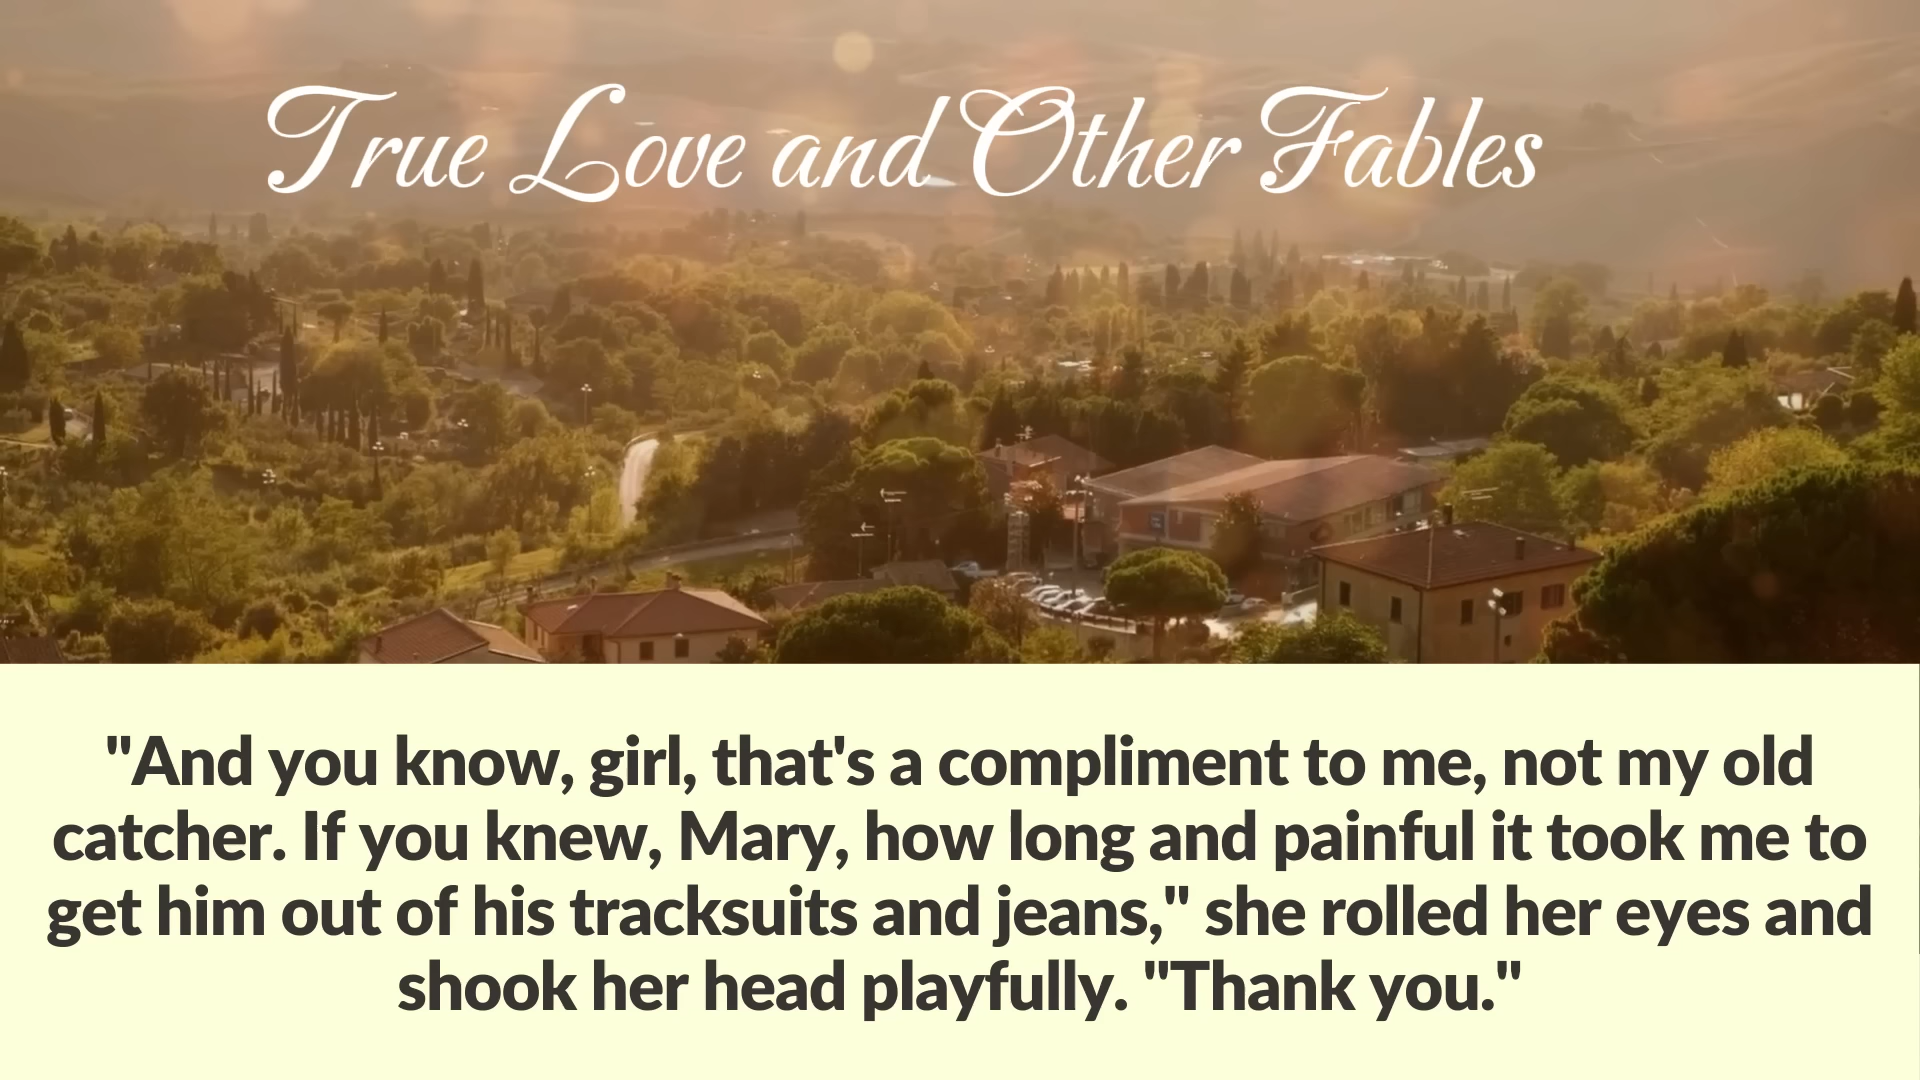 True Love and Other Fables
"And you know, girl, that's a compliment to me, not my old
catcher. If you knew, Mary, how long and painful it took me to
get him out of his tracksuits and jeans," she rolled her eyes and
shook her head playfully. "Thank you."